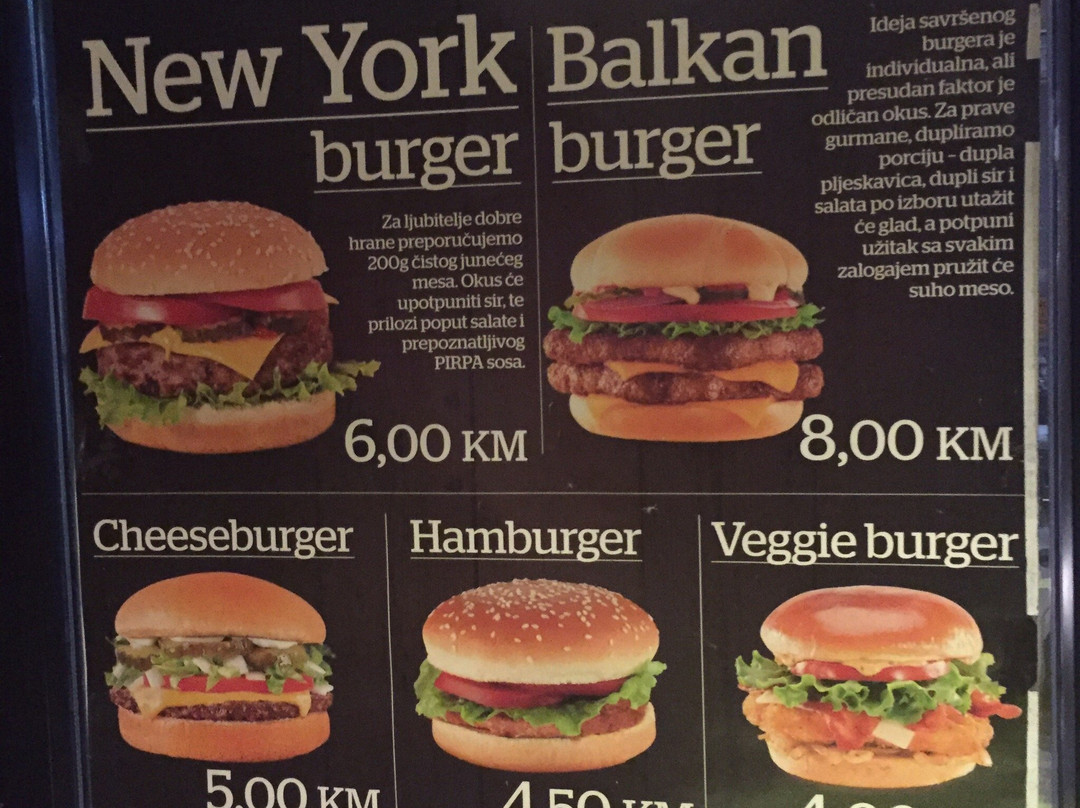 New York
burger
Za ljubitelje dobre
hrane preporučujemo
200g čistog junećeg
mesa. Okus će
upotpuniti sir, te
prilozi poput salate i
prepoznatljivog
PIRPA sosa.
6,00 KM
Balkan
burger
Ideja savršenog
burgera je
individualna, ali
presudan faktor je
odličan okus. Za prave
gurmane, dupliramo
porciju – dupla
pljeskavica, dupli sir i
salata po izboru utažit
će glad, a potpuni
užitak sa svakim
zalogajem pružit će
suho meso.
8,00 KM
Cheeseburger
5,00 KM
Hamburger
4,50 KM
Veggie burger